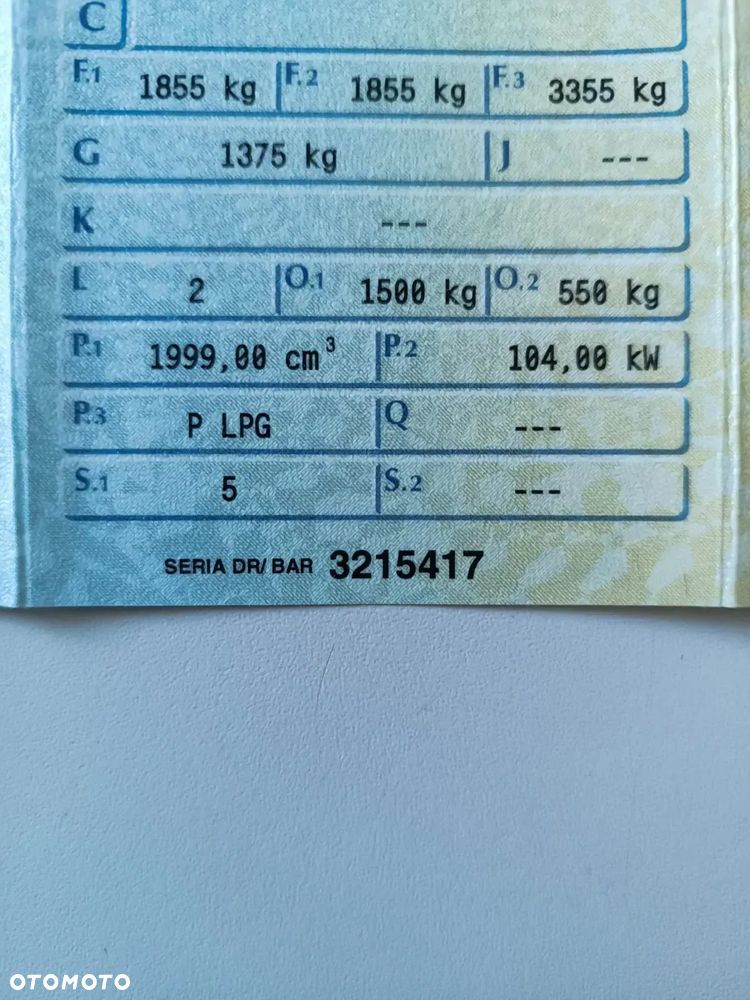 C
F.1 1855 kg F.2 1855 kg F.3 3355 kg
G 1375 kg J ---
K ---
L 2 O.1 1500 kg O.2 550 kg
P.1 1999,00 cm³ P.2 104,00 kW
P.3 P LPG Q ---
S.1 5 S.2 ---
SERIA DR/BAR 3215417
OTOMOTO